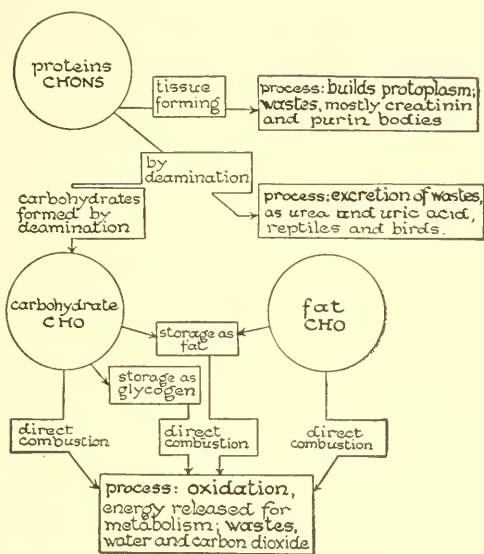 proteins
CHONS
tissue
forming
process: builds protoplasm;
wastes, mostly creatinin
and purin bodies
by
deamination
carbohydrates
formed by
deamination
process: excretion of wastes,
as urea and uric acid,
reptiles and birds.
carbohydrate
CHO
fat
CHO
storage as
fat
storage as
glycogen
direct
combustion
direct
combustion
direct
combustion
process: oxidation,
energy released for
metabolism; wastes,
water and carbon dioxide